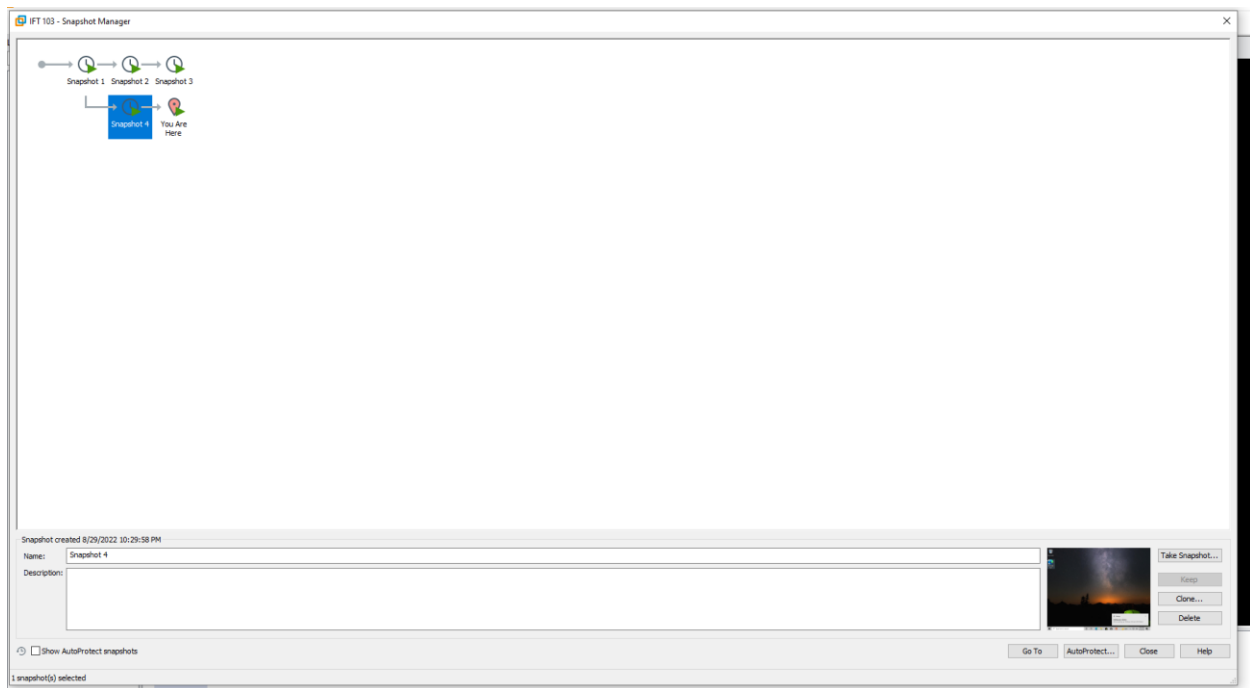 IFT 103 - Snapshot Manager
Snapshot 1 Snapshot 2 Snapshot 3
Snapshot 4 You Are
Here
Snapshot created 8/29/2022 10:29:58 PM
Name: Snapshot 4 Take Snapshot...
Description:
Keep
Clone...
Delete
Show AutoProtect snapshots Go To AutoProtect... Close Help
1 snapshot(s) selected